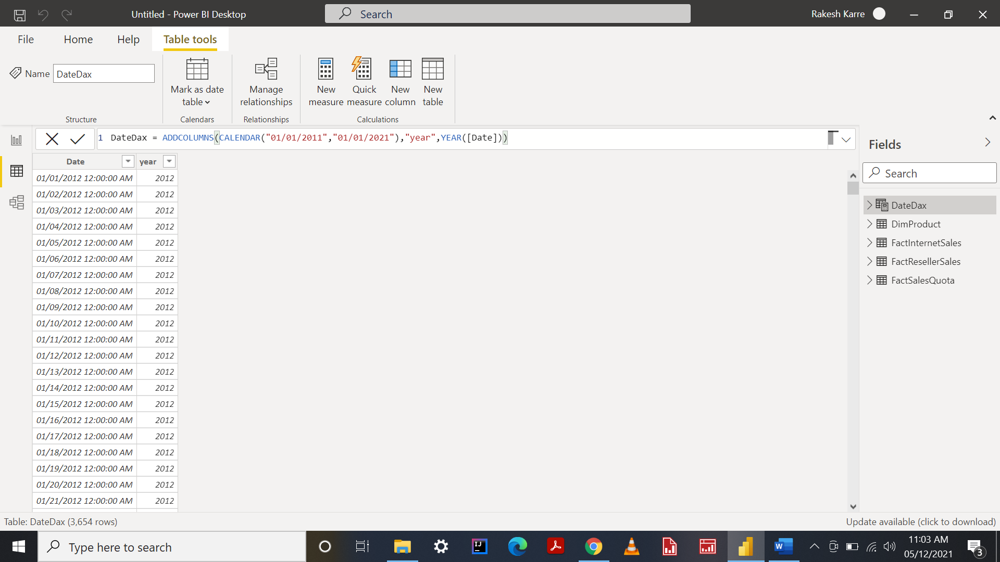 Untitled - Power BI Desktop
Search
Rakesh Karre
File
Home
Help
Table tools
Name
DateDax
Structure
Mark as date
table
Calendars
Manage
relationships
Relationships
New
measure
Quick
measure
New
column
New
table
Calculations
1 DateDax = ADDCOLUMNS(CALENDAR("01/01/2011","01/01/2021"),"year",YEAR([Date]))
Date year
01/01/2012 12:00:00 AM 2012
01/02/2012 12:00:00 AM 2012
01/03/2012 12:00:00 AM 2012
01/04/2012 12:00:00 AM 2012
01/05/2012 12:00:00 AM 2012
01/06/2012 12:00:00 AM 2012
01/07/2012 12:00:00 AM 2012
01/08/2012 12:00:00 AM 2012
01/09/2012 12:00:00 AM 2012
01/10/2012 12:00:00 AM 2012
01/11/2012 12:00:00 AM 2012
01/12/2012 12:00:00 AM 2012
01/13/2012 12:00:00 AM 2012
01/14/2012 12:00:00 AM 2012
01/15/2012 12:00:00 AM 2012
01/16/2012 12:00:00 AM 2012
01/17/2012 12:00:00 AM 2012
01/18/2012 12:00:00 AM 2012
01/19/2012 12:00:00 AM 2012
01/20/2012 12:00:00 AM 2012
01/21/2012 12:00:00 AM 2012
Fields
Search
DateDax
DimProduct
FactInternetSales
FactResellerSales
FactSalesQuota
Table: DateDax (3,654 rows)
Update available (click to download)
Type here to search
IJ
W
11:03 AM
05/12/2021
3